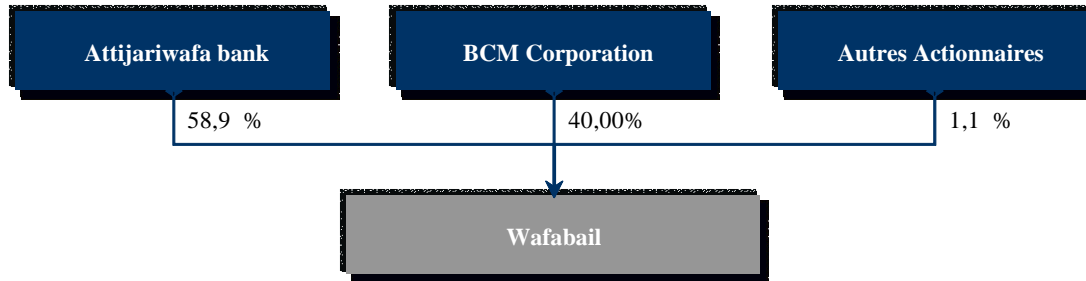 Attijariwafa bank
BCM Corporation
Autres Actionnaires
58,9 %
40,00%
1,1 %
Wafabail